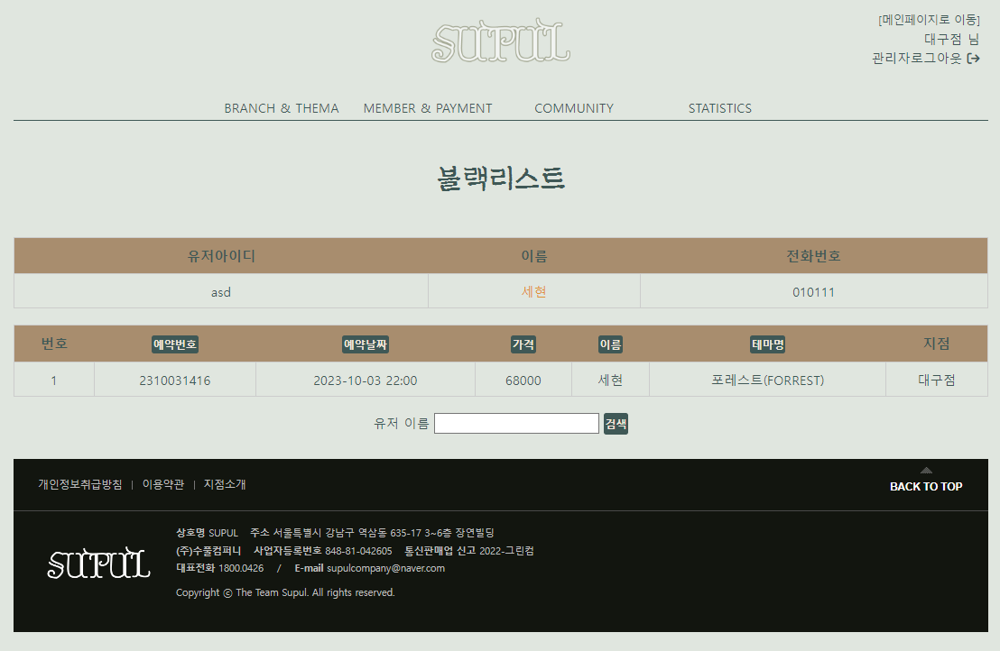 SUPUL
[메인페이지로 이동]
대구점 님
관리자로그아웃
BRANCH & THEMA MEMBER & PAYMENT COMMUNITY STATISTICS
블랙리스트
유저아이디 이름 전화번호
asd 세현 010111
번호 예약번호 예약날짜 가격 이름 테마명 지점
1 2310031416 2023-10-03 22:00 68000 세현 포레스트(FORREST) 대구점
유저 이름 검색
개인정보취급방침 | 이용약관 | 지점소개
BACK TO TOP
SUPUL
상호명 SUPUL 주소 서울특별시 강남구 역삼동 635-17 3~6층 장연빌딩
(주)수풀컴퍼니 사업자등록번호 848-81-042605 통신판매업 신고 2022-그린컴
대표전화 1800.0426 / E-mail supulcompany@naver.com
Copyright ⓒ The Team Supul. All rights reserved.